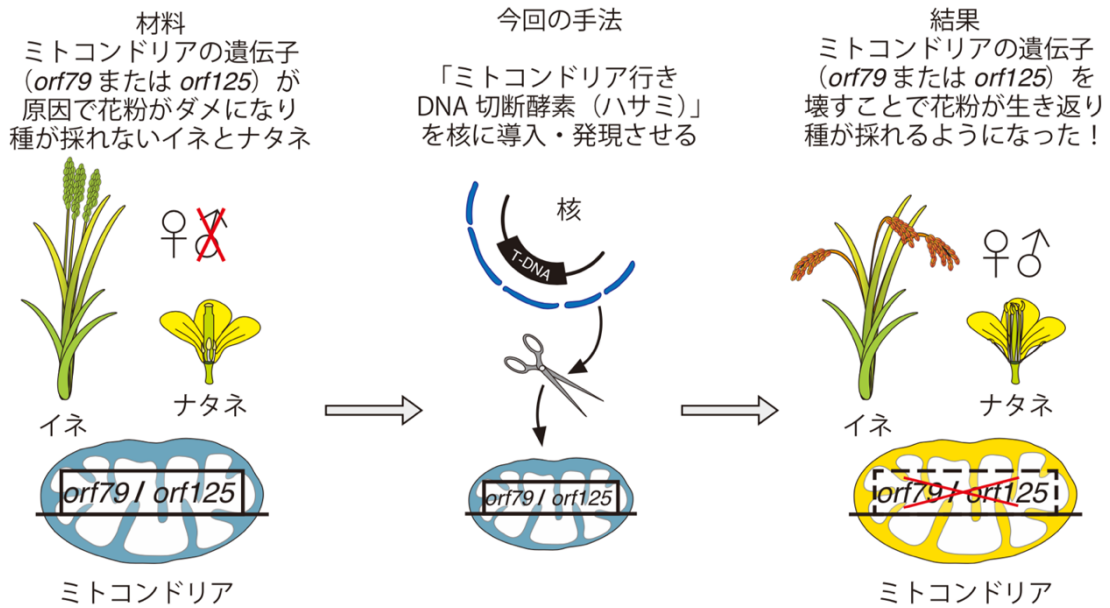 材料
ミトコンドリアの遺伝子
（orf79 または orf125）が
原因で花粉がダメになり
種が採れないイネとナタネ
♀♂
イネ
ナタネ
orf79 / orf125
ミトコンドリア
今回の手法
「ミトコンドリア行き
DNA 切断酵素（ハサミ）」
を核に導入・発現させる
核
T-DNA
orf79 / orf125
結果
ミトコンドリアの遺伝子
（orf79 または orf125）を
壊すことで花粉が生き返り
種が採れるようになった！
♀♂
イネ
ナタネ
orf79 / orf125
ミトコンドリア